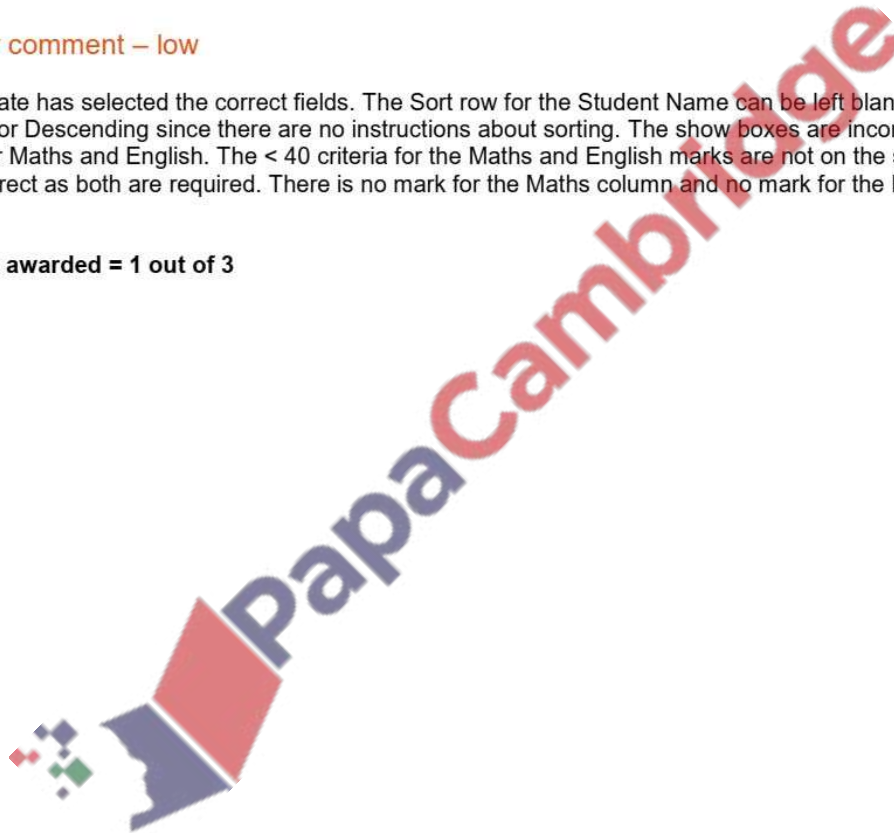 comment – low
ate has selected the correct fields. The Sort row for the Student Name can be left blan
or Descending since there are no instructions about sorting. The show boxes are incor
Maths and English. The < 40 criteria for the Maths and English marks are not on the
rect as both are required. There is no mark for the Maths column and no mark for the
awarded = 1 out of 3
PapaCambridge